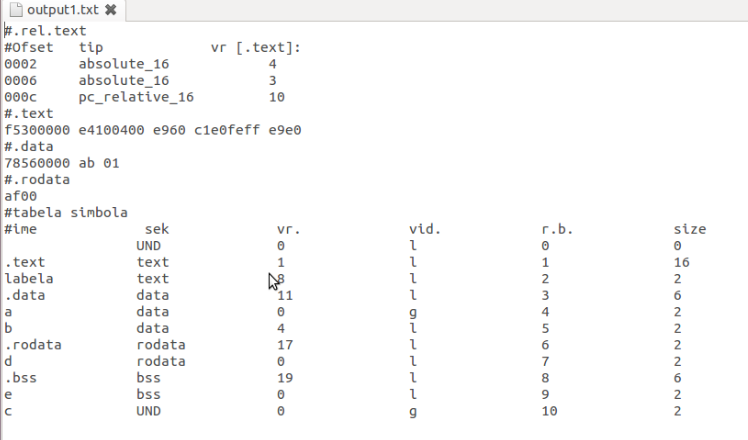 output1.txt
#.rel.text
#Ofset tip vr [.text]:
0002 absolute_16 4
0006 absolute_16 3
000c pc_relative_16 10
#.text
f5300000 e4100400 e960 c1e0feff e9e0
#.data
78560000 ab 01
#.rodata
af00
#tabela simbola
#ime sek vr. vid. r.b. size
UND 0 l 0 0
.text text 1 l 1 16
labela text 8 l 2 2
.data data 11 l 3 6
a data 0 g 4 2
b data 4 l 5 2
.rodata rodata 17 l 6 2
d rodata 0 l 7 2
.bss bss 19 l 8 6
e bss 0 l 9 2
c UND 0 g 10 2